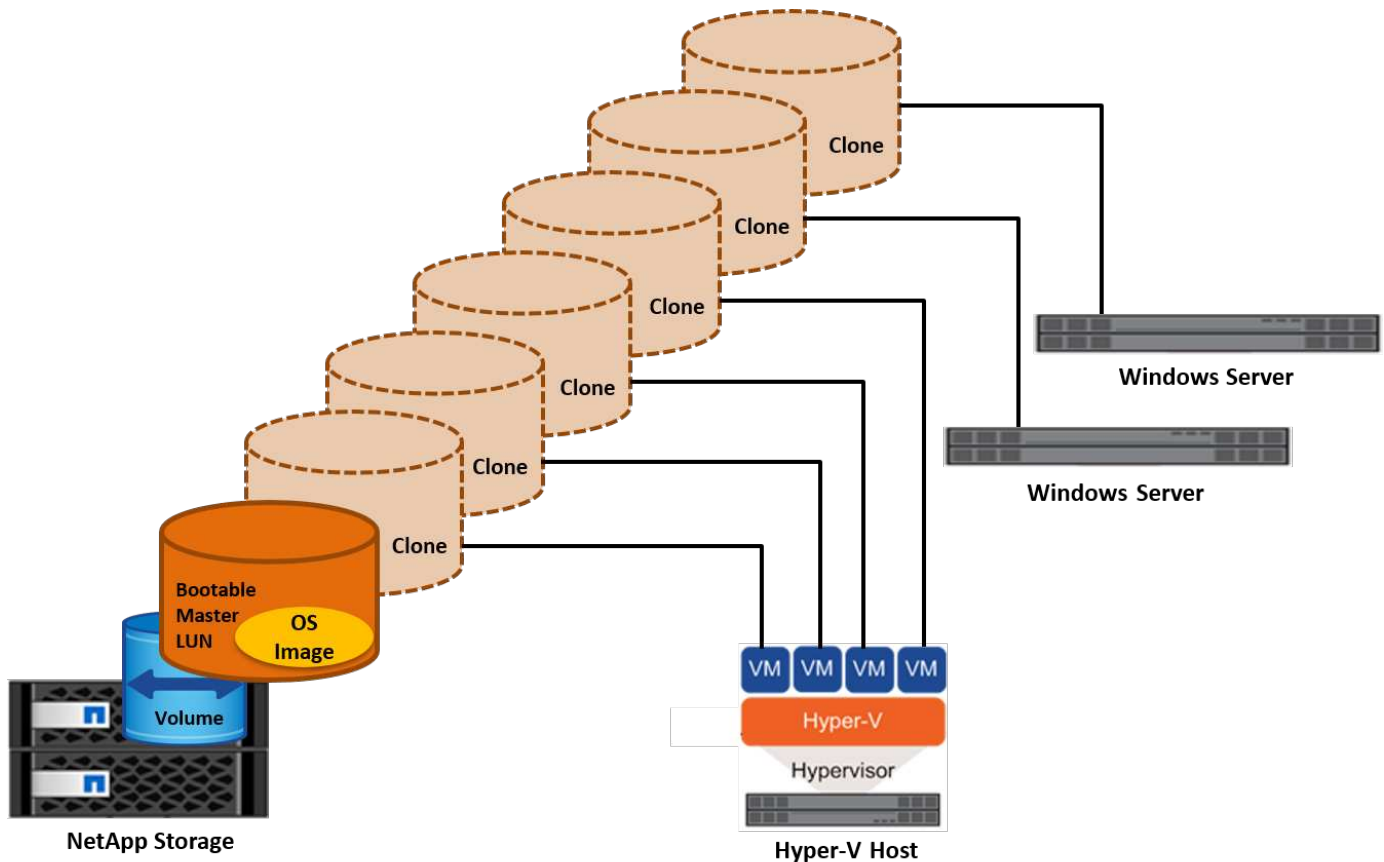 Clone
Clone
Clone
Clone
Clone
Clone
Windows Server
Windows Server
Bootable
Master
LUN
OS
Image
Volume
NetApp Storage
VM VM VM VM
Hyper-V
Hypervisor
Hyper-V Host